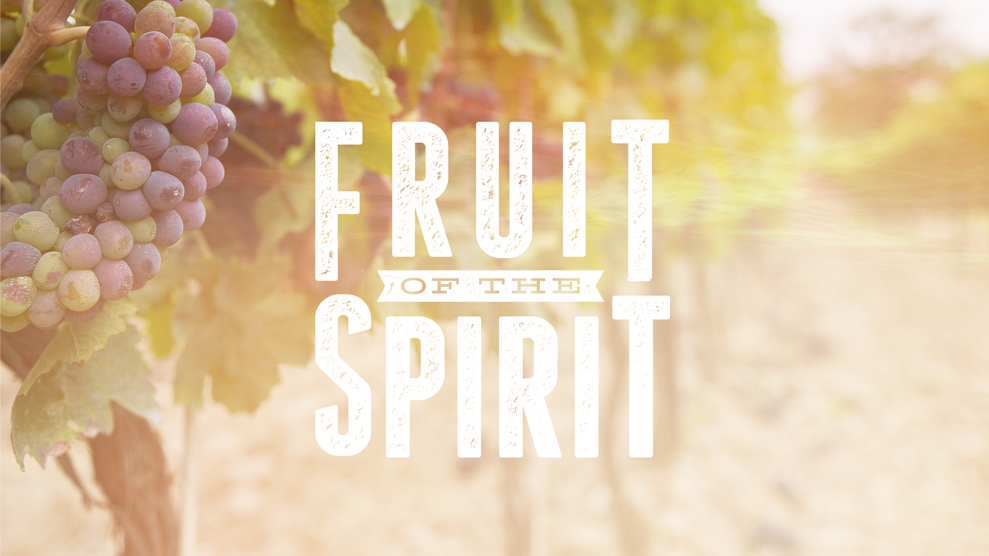 FRUIT
OF THE
SPIRIT